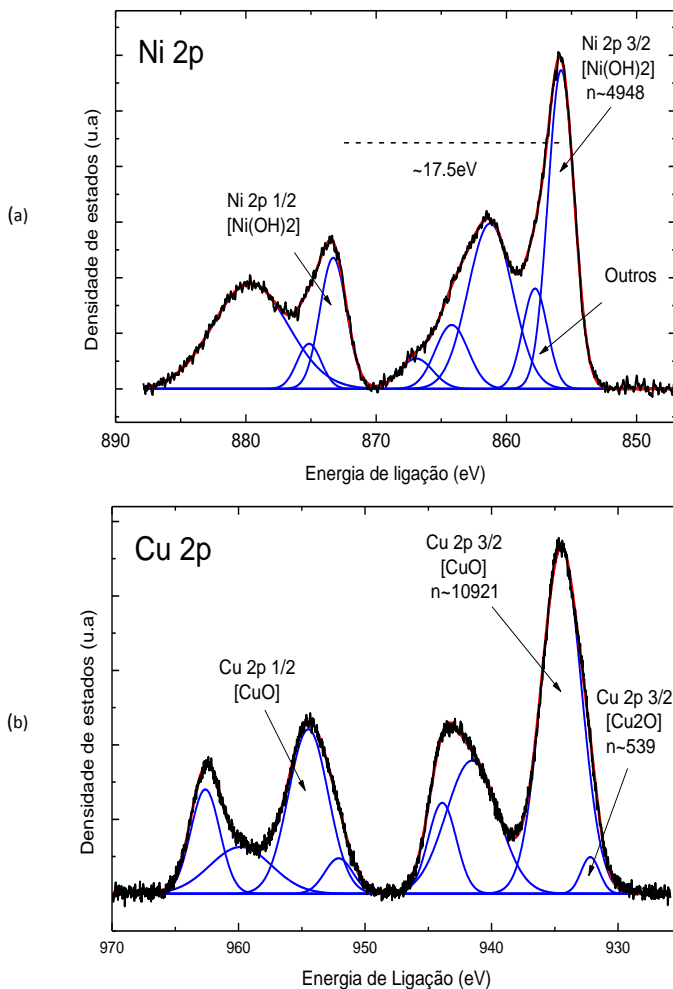 Ni 2p
Ni 2p 3/2
[Ni(OH)2]
n~4948
~17.5eV
Ni 2p 1/2
[Ni(OH)2]
Outros
(a)
Densidade de estados (u.a)
890
880
870
860
850
Energia de ligação (eV)
Cu 2p
Cu 2p 3/2
[CuO]
n~10921
Cu 2p 1/2
[CuO]
Cu 2p 3/2
[Cu2O]
n~539
(b)
Densidade de estados (u.a)
970
960
950
940
930
Energia de Ligação (eV)